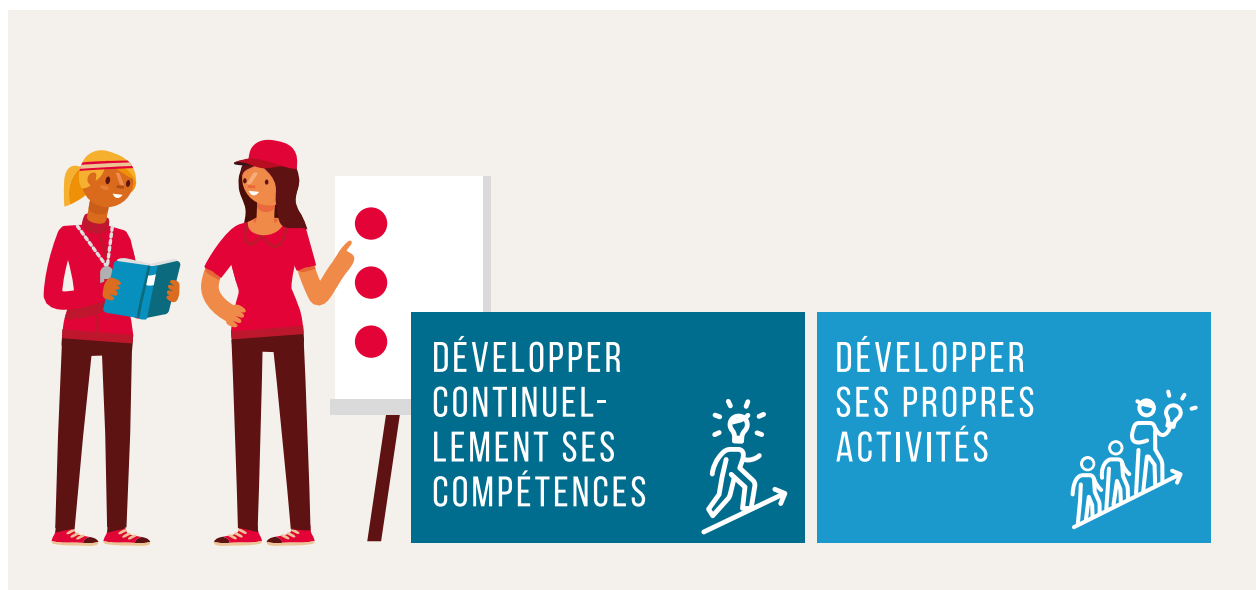 DÉVELOPPER
CONTINUEL-
LEMENT SES
COMPÉTENCES
DÉVELOPPER
SES PROPRES
ACTIVITÉS